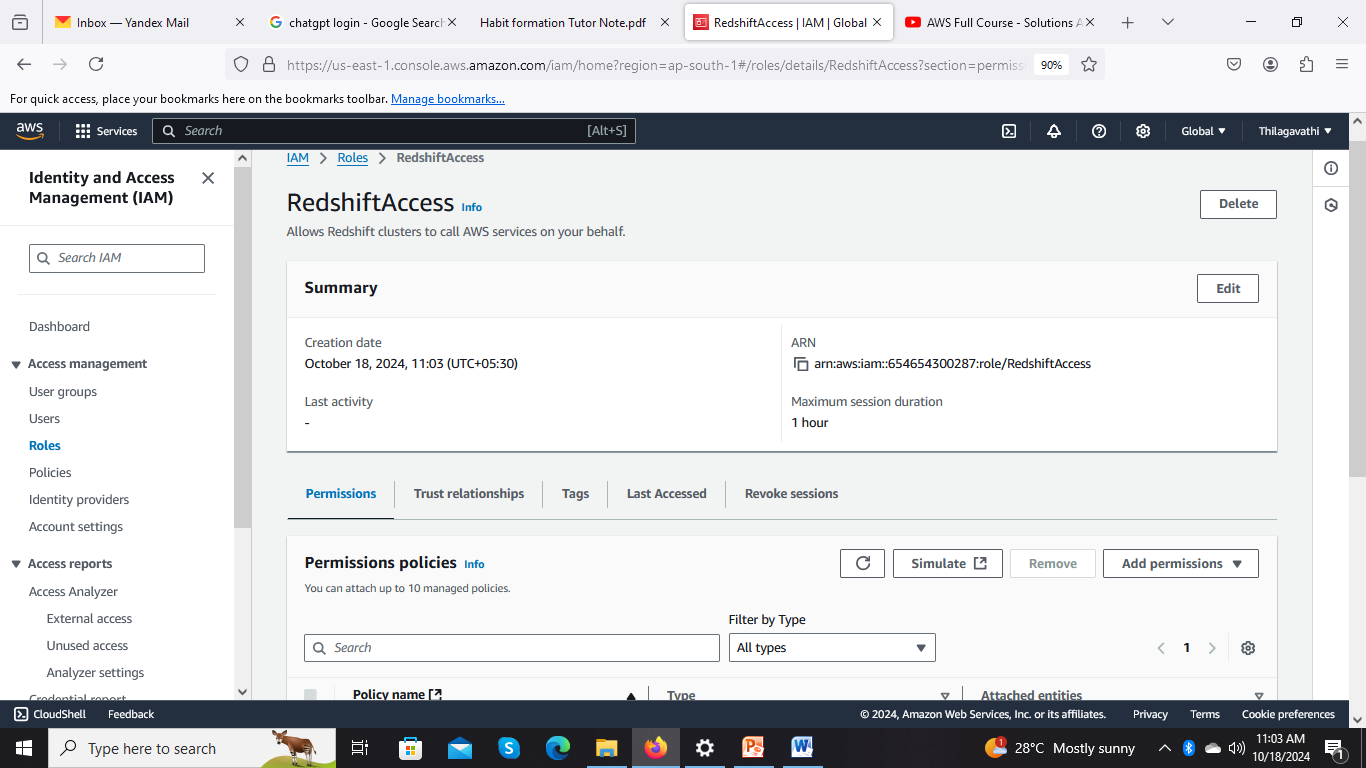 Inbox — Yandex Mail
chatgpt login - Google Search
Habit formation Tutor Note.pdf
RedshiftAccess | IAM | Global
AWS Full Course - Solutions A
https://us-east-1.console.aws.amazon.com/iam/home?region=ap-south-1#/roles/details/RedshiftAccess?section=permissi
90%
For quick access, place your bookmarks here on the bookmarks toolbar. Manage bookmarks...
aws
Services
Search
[Alt+S]
Global
Thilagavathi
Identity and Access
Management (IAM)
Search IAM
Dashboard
Access management
User groups
Users
Roles
Policies
Identity providers
Account settings
Access reports
Access Analyzer
External access
Unused access
Analyzer settings
Credential report
IAM > Roles > RedshiftAccess
RedshiftAccess Info
Delete
Allows Redshift clusters to call AWS services on your behalf.
Summary
Edit
Creation date
October 18, 2024, 11:03 (UTC+05:30)
ARN
arn:aws:iam::654654300287:role/RedshiftAccess
Last activity
-
Maximum session duration
1 hour
Permissions
Trust relationships
Tags
Last Accessed
Revoke sessions
Permissions policies Info
Simulate
Remove
Add permissions
You can attach up to 10 managed policies.
Filter by Type
Search
All types
1
Policy name
Type
Attached entities
CloudShell
Feedback
© 2024, Amazon Web Services, Inc. or its affiliates.
Privacy
Terms
Cookie preferences
Type here to search
28°C Mostly sunny
11:03 AM
10/18/2024
1
1